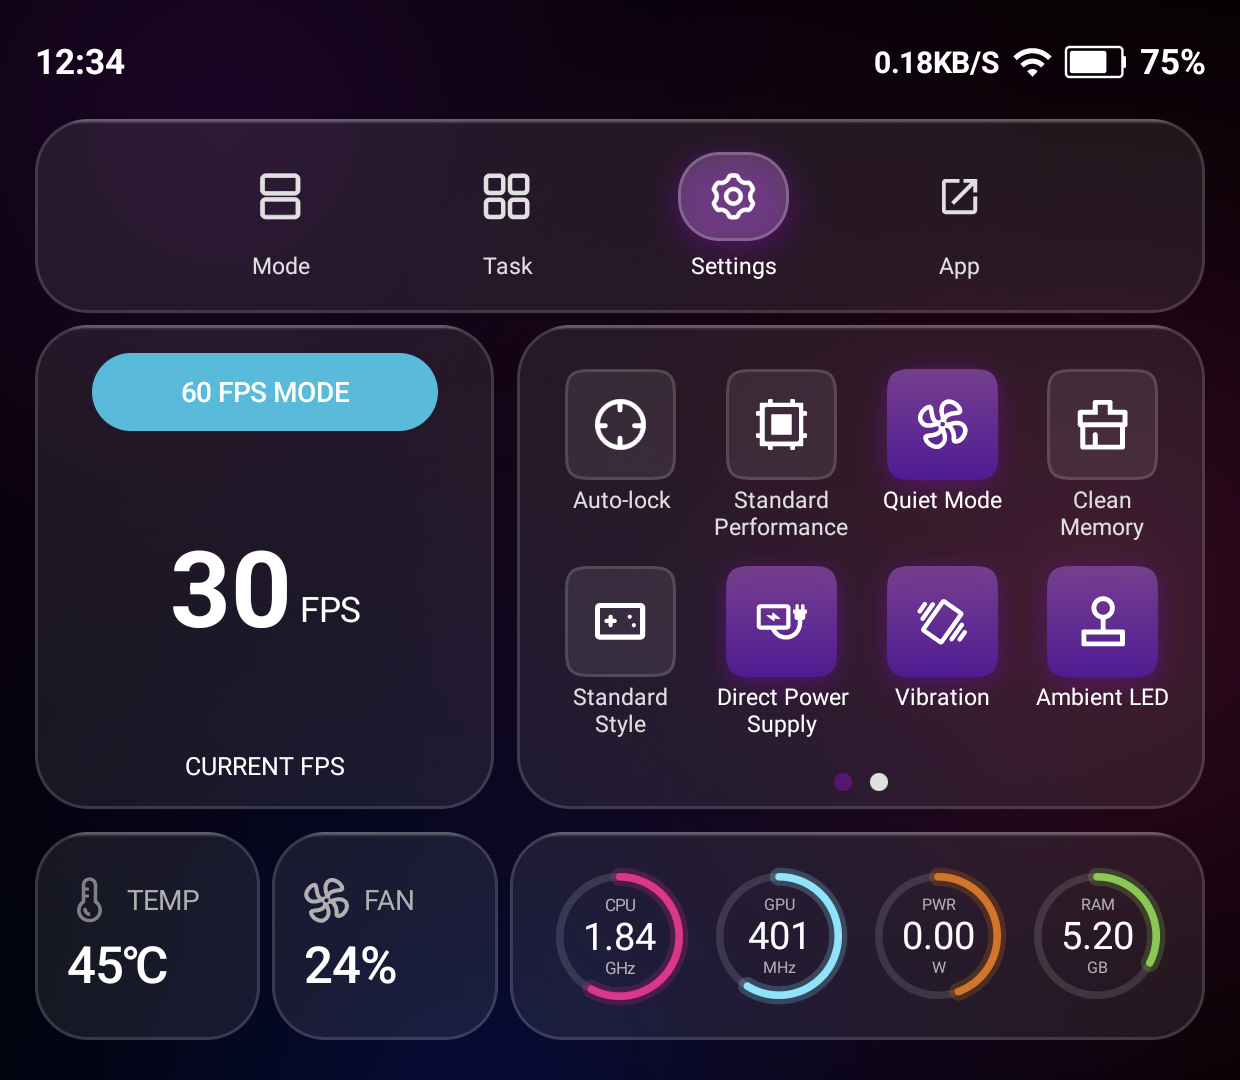 12:34
0.18KB/S 75%
Mode
Task
Settings
App
60 FPS MODE
30 FPS
CURRENT FPS
Auto-lock
Standard
Performance
Quiet Mode
Clean
Memory
Standard
Style
Direct Power
Supply
Vibration
Ambient LED
TEMP
45℃
FAN
24%
CPU
1.84
GHz
GPU
401
MHz
PWR
0.00
W
RAM
5.20
GB